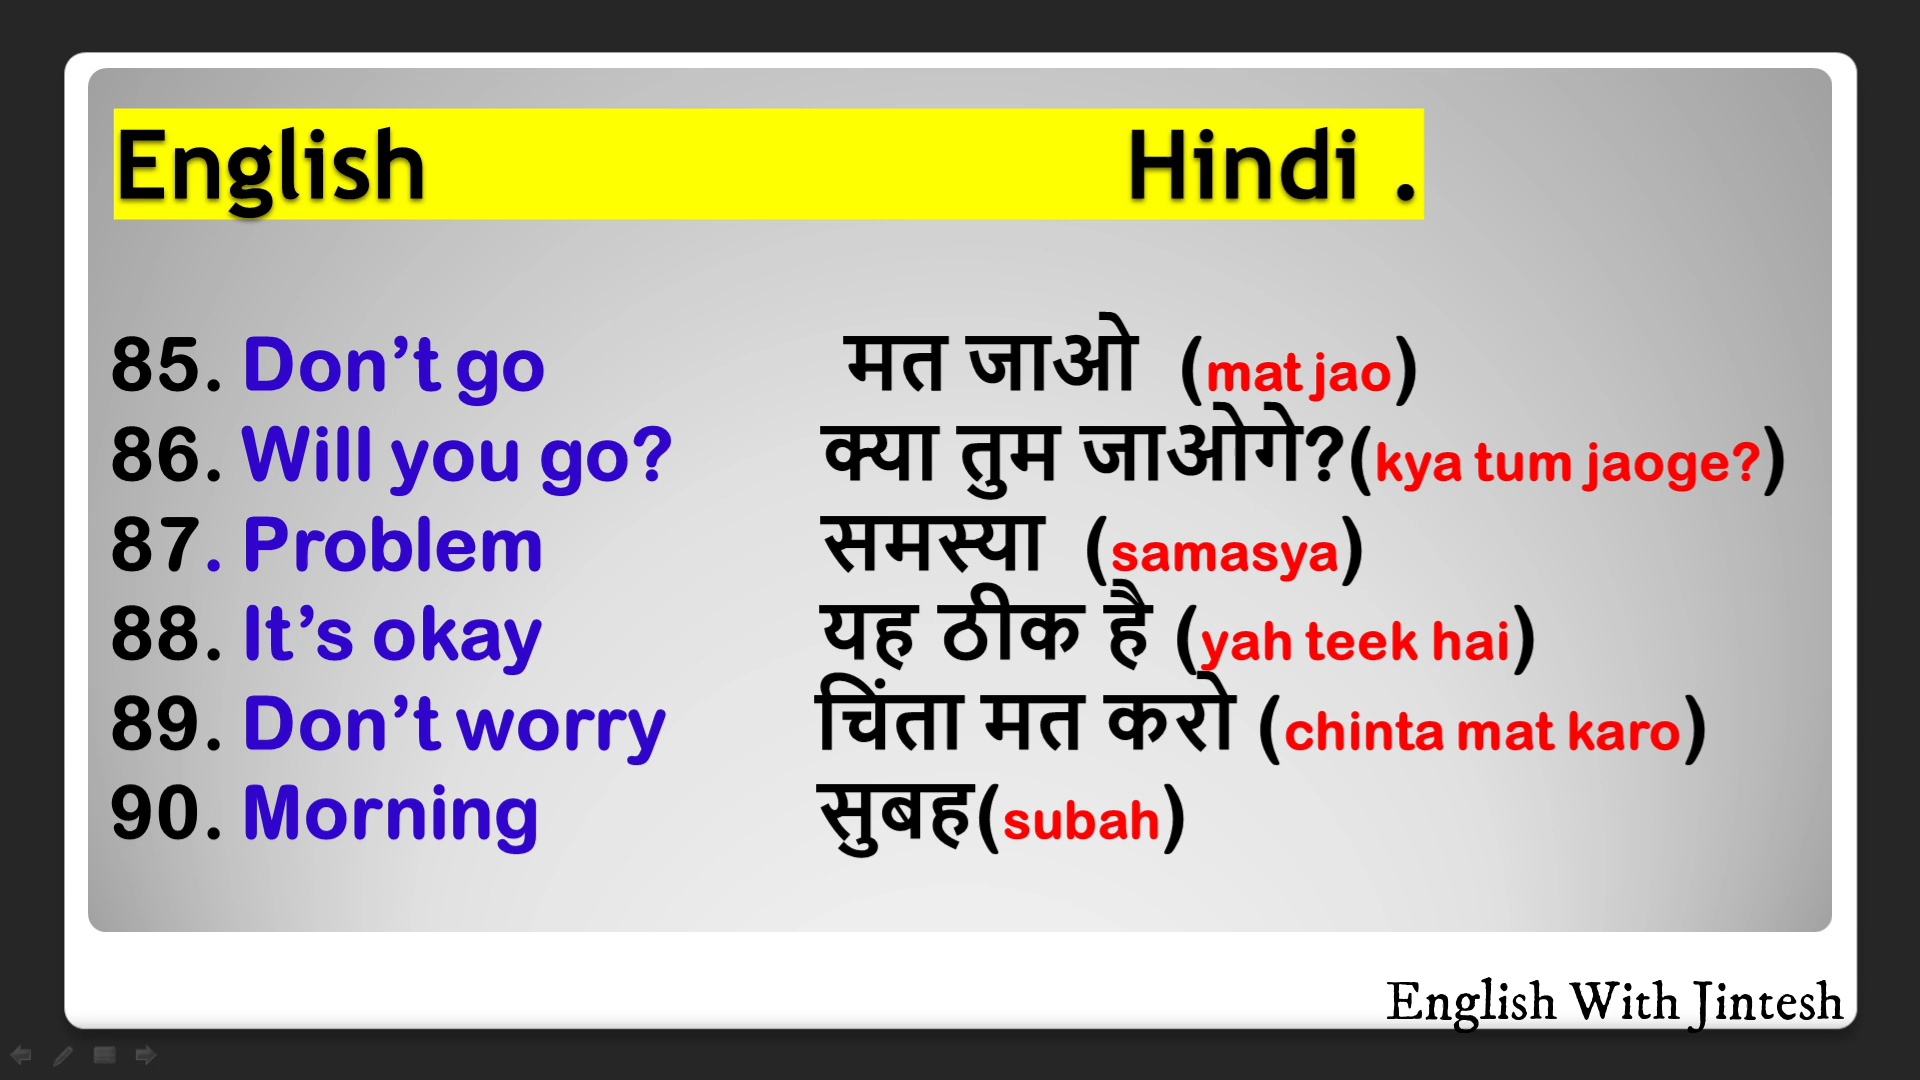 English Hindi .
85. Don’t go मत जाओ (mat jao)
86. Will you go? क्या तुम जाओगे?(kya tum jaoge?)
87. Problem समस्या (samasya)
88. It’s okay यह ठीक है (yah teek hai)
89. Don’t worry चिंता मत करो (chinta mat karo)
90. Morning सुबह(subah)
English With Jintesh